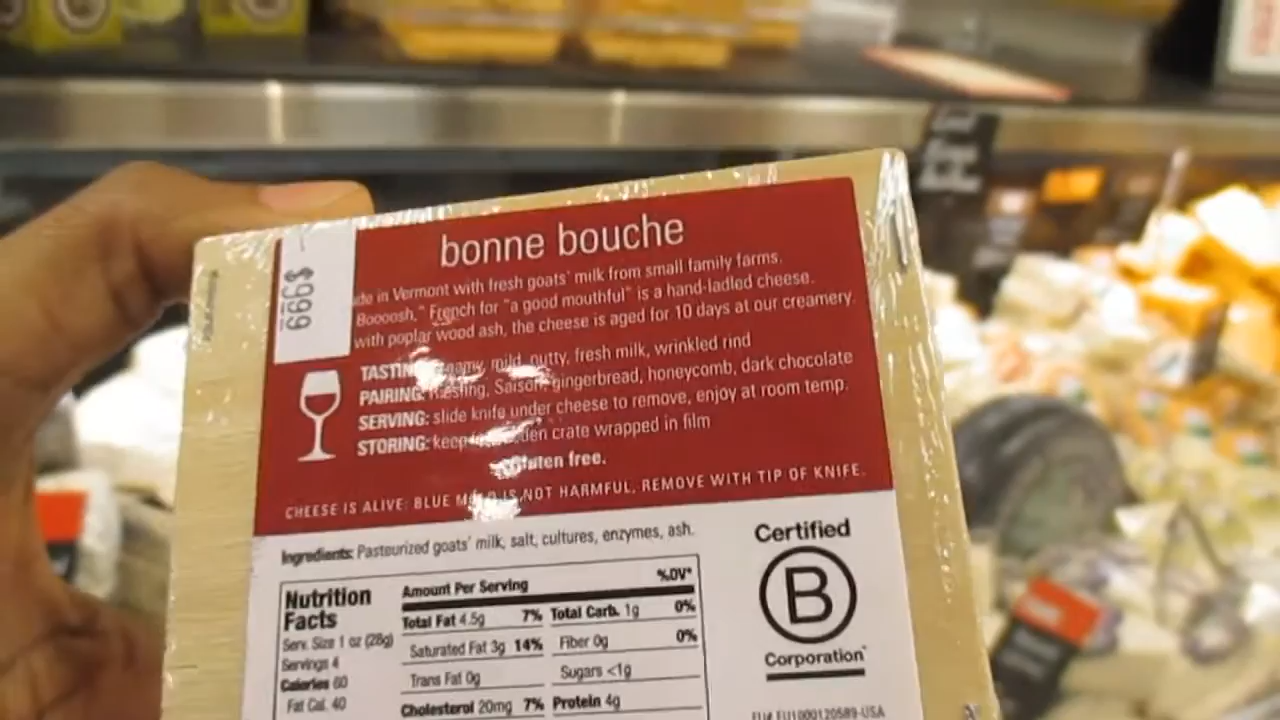 bonne bouche
$999
de in Vermont with fresh goats' milk from small family farms.
Boooosh," French for "a good mouthful" is a hand-ladled cheese.
with poplar wood ash, the cheese is aged for 10 days at our creamery.
TASTIN amy, mild, nutty, fresh milk, wrinkled rind
PAIRING: Riesling, Saison, gingerbread, honeycomb, dark chocolate
SERVING: slide knife under cheese to remove, enjoy at room temp.
STORING: keep den crate wrapped in film
Gluten free.
CHEESE IS ALIVE: BLUE MOLD IS NOT HARMFUL, REMOVE WITH TIP OF KNIFE.
Ingredients: Pasteurized goats' milk, salt, cultures, enzymes, ash.
Nutrition
Facts
Serv. Size 1 oz (28g)
Servings 4
Calories 60
Fat Cal. 40
Amount Per Serving %DV*
Total Fat 4.5g 7% Total Carb. 1g 0%
Saturated Fat 3g 14% Fiber 0g 0%
Trans Fat 0g Sugars <1g
Cholesterol 20mg 7% Protein 4g
Certified
B
Corporation